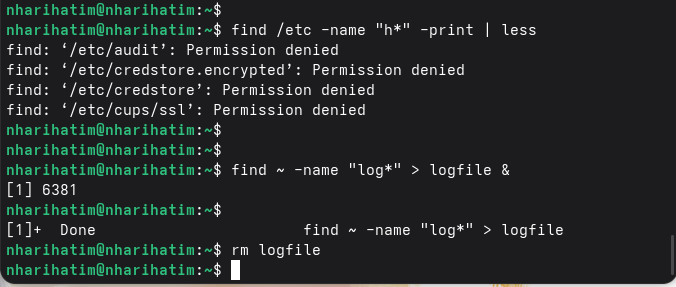 nharihatim@nharihatim:~$
nharihatim@nharihatim:~$ find /etc -name "h*" -print | less
find: ‘/etc/audit’: Permission denied
find: ‘/etc/credstore.encrypted’: Permission denied
find: ‘/etc/credstore’: Permission denied
find: ‘/etc/cups/ssl’: Permission denied
nharihatim@nharihatim:~$
nharihatim@nharihatim:~$
nharihatim@nharihatim:~$ find ~ -name "log*" > logfile &
[1] 6381
nharihatim@nharihatim:~$
[1]+  Done                    find ~ -name "log*" > logfile
nharihatim@nharihatim:~$ rm logfile
nharihatim@nharihatim:~$